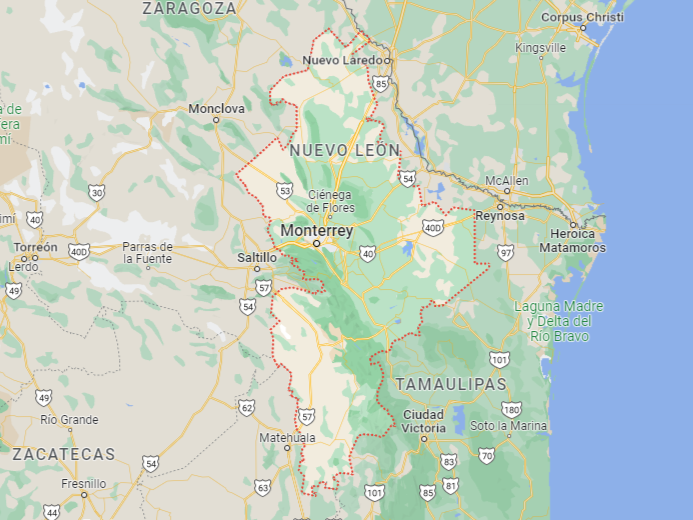 ZARAGOZA
Corpus Christi
Kingsville
Nuevo Laredo
85
Monclova
NUEVO LEÓN
54
McAllen
53
Ciénega
de Flores
30
40
Reynosa
40D
Monterrey
Heroica
Matamoros
Torreón
40D
Parras de
la Fuente
Saltillo
40
97
Lerdo
49
57
54
Laguna Madre
y Delta del
Río Bravo
101
TAMAULIPAS
49
62
57
Ciudad
Victoria
180
Río Grande
Soto la Marina
Matehuala
ZACATECAS
54
83
70
Fresnillo
63
101
85
81
44